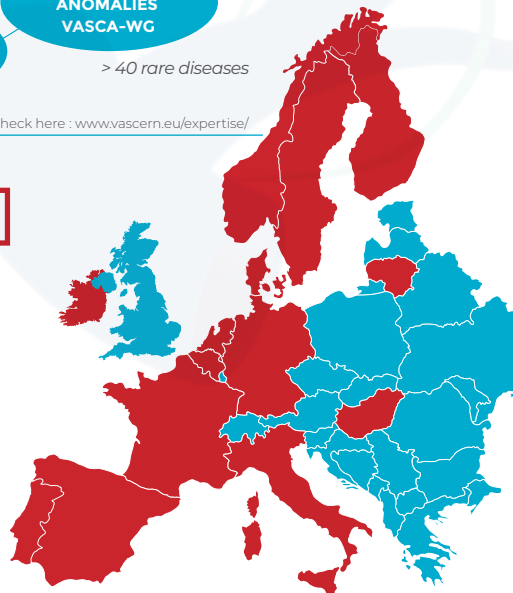 ANOMALIES
VASCA-WG
> 40 rare diseases
heck here : www.vascern.eu/expertise/